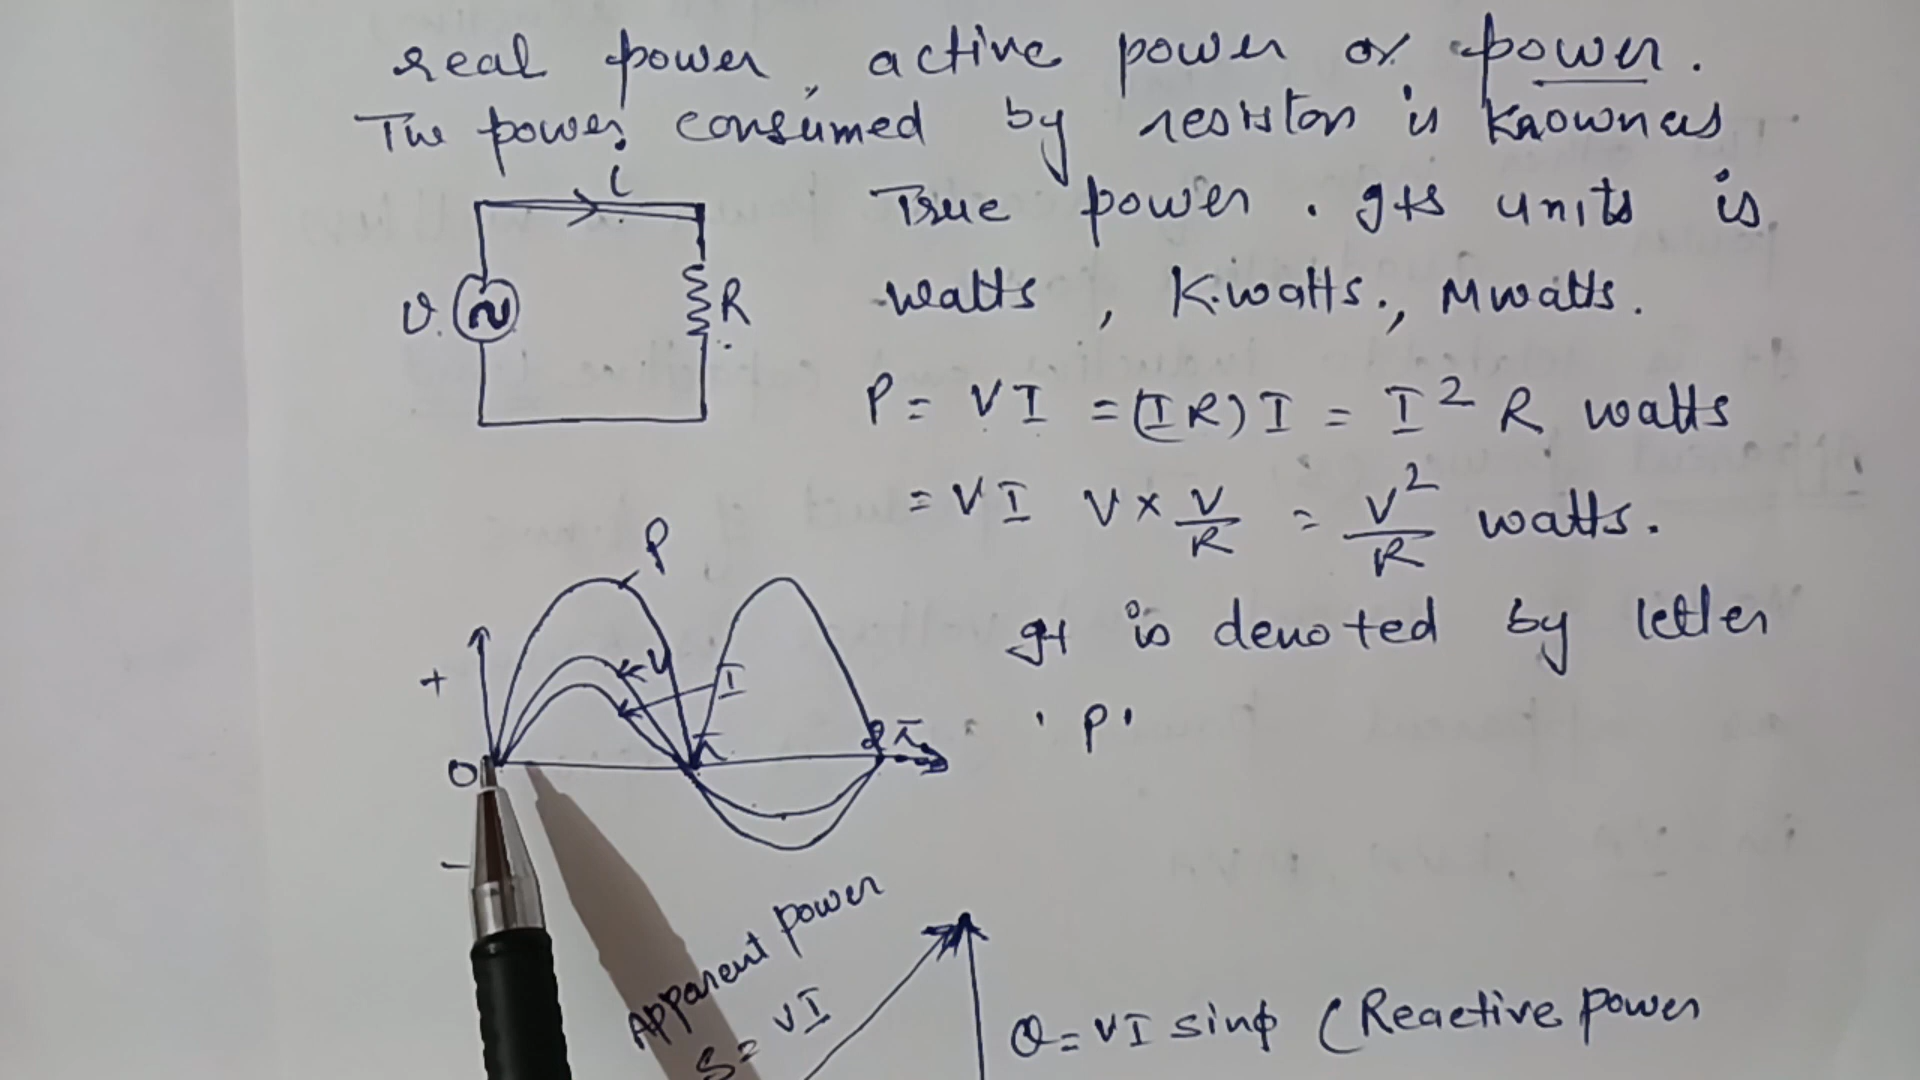 real power, active power or power.
The power consumed by resistor is known as
True power. Its units is
watts, K.watts., Mwatts.
i
V
R
P = VI = (IR)I = I² R watts
= VI V × V/R = V²/R watts.
It is denoted by letter
'P'
P
+
V
I
O
π
2π
-
Apparent power
S = VI
Q = VI sinφ (Reactive power